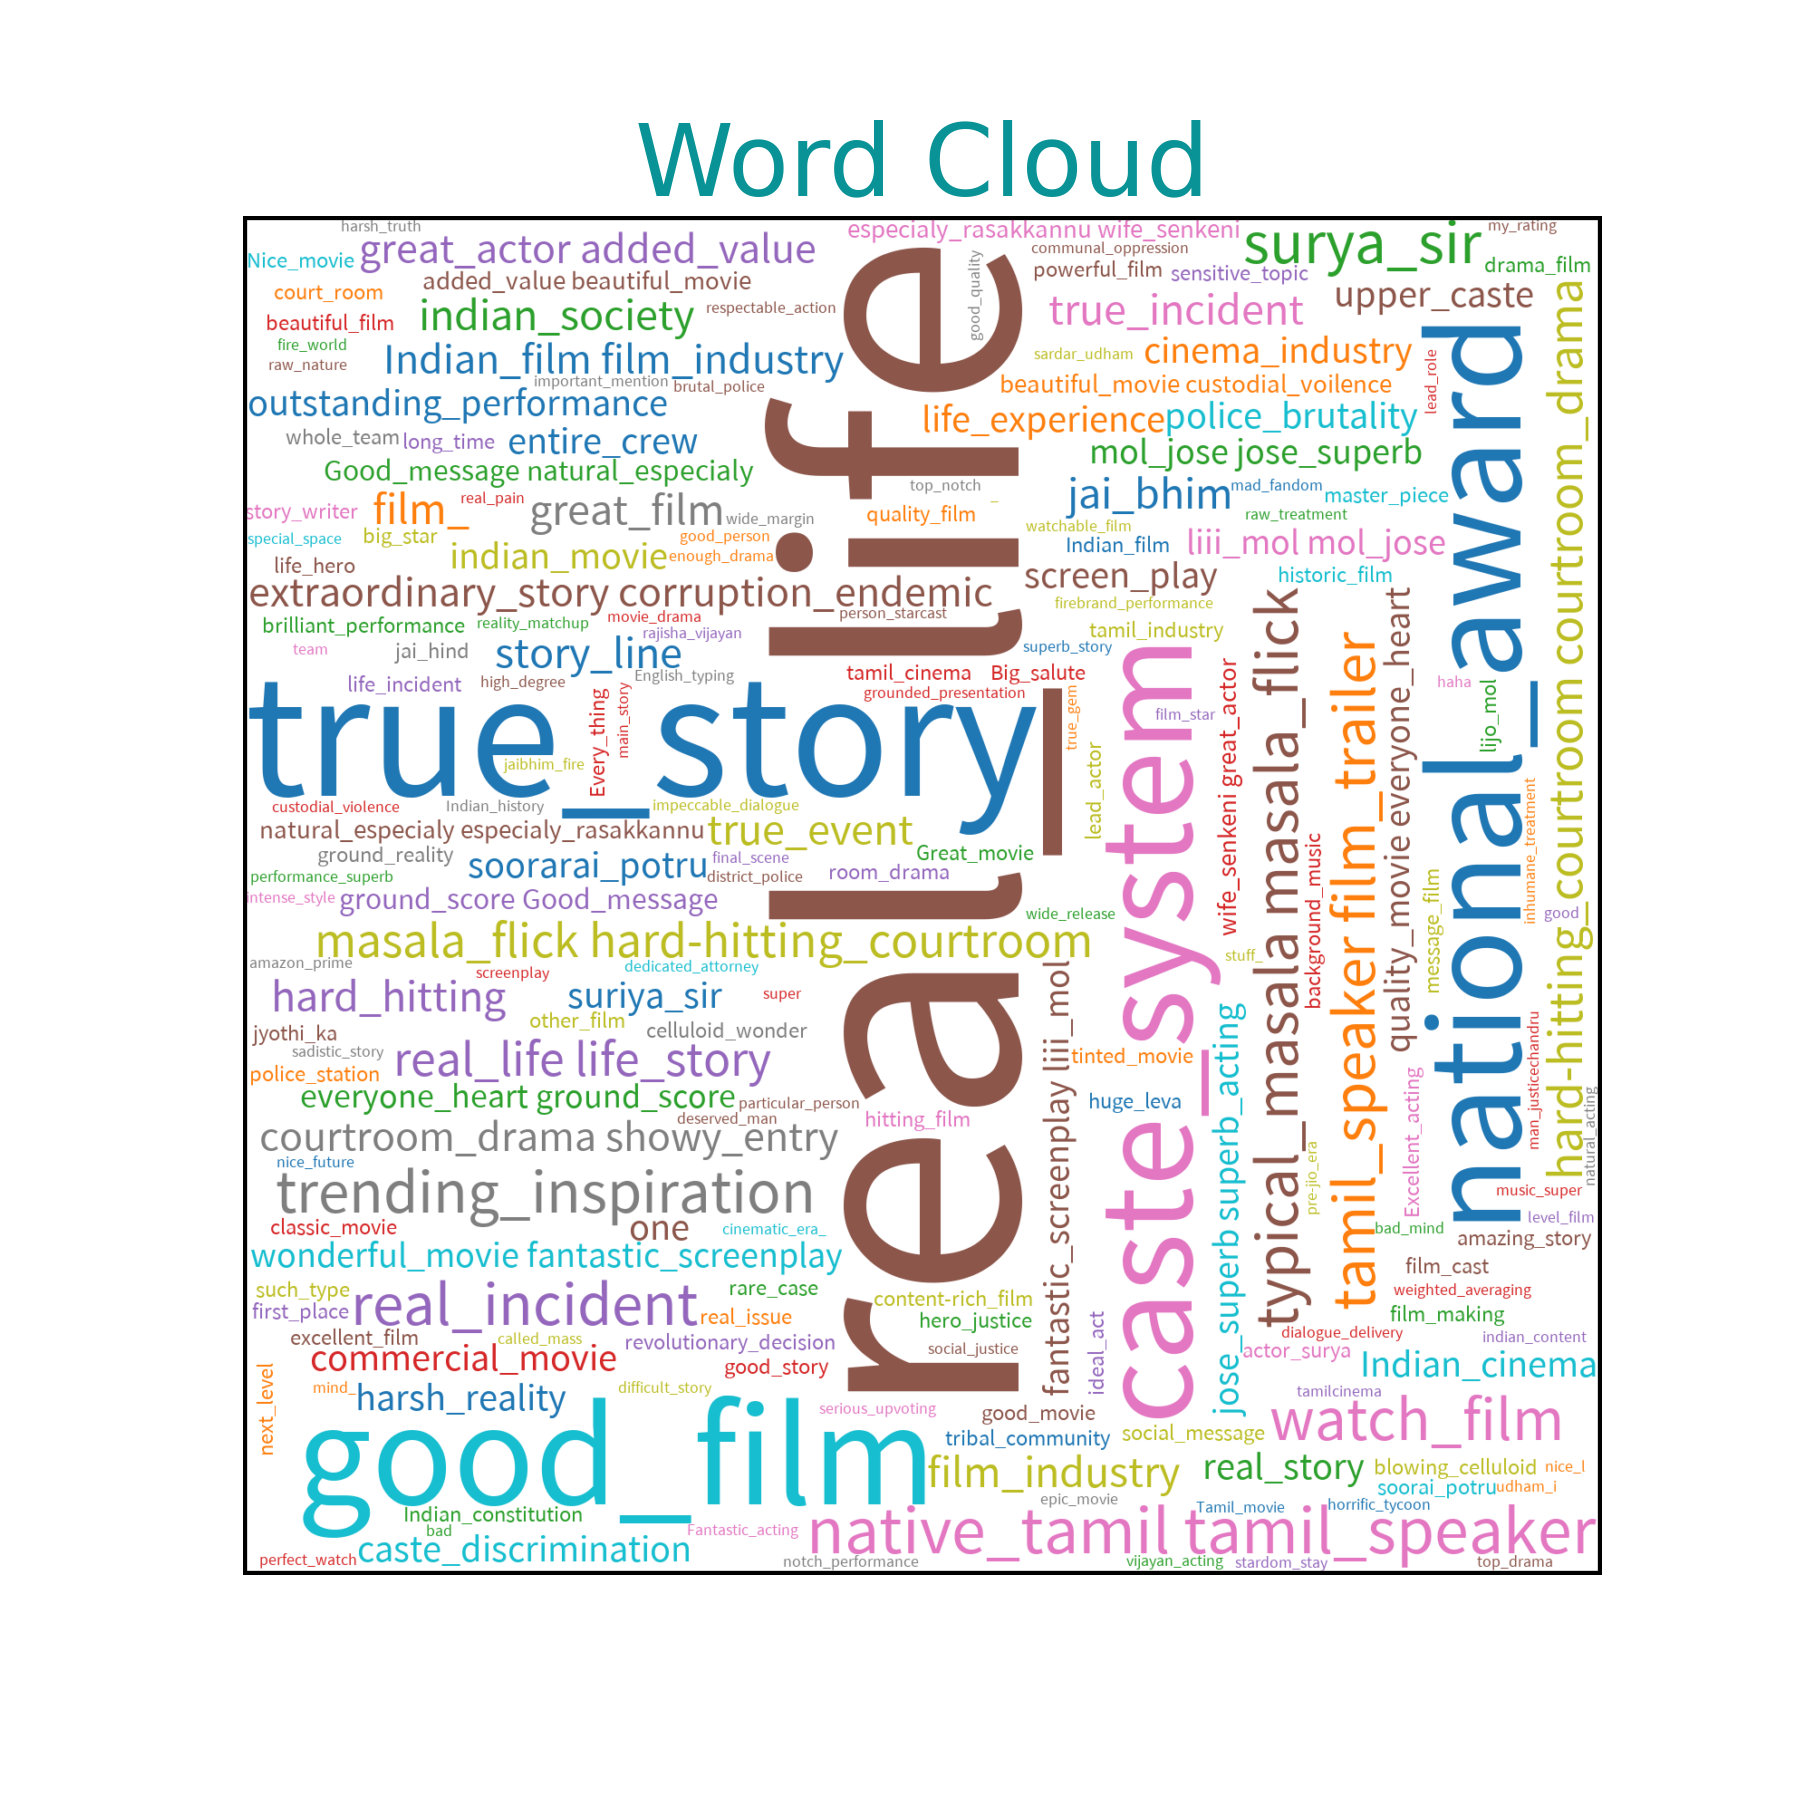 Word Cloud
harsh_truth
especialy_rasakkannu wife_senkeni
surya_sir
my_rating
great_actor added_value
communal_oppression
Nice_movie
powerful_film
sensitive_topic
drama_film
added_value beautiful_movie
good_quality
court_room
upper_caste
respectable_action
true_incident
indian_society
beautiful_film
fire_world
Indian_film film_industry
raw_nature
sardar_udham
cinema_industry
lead_role
important_mention
brutal_police
beautiful_movie custodial_voilence
outstanding_performance
life_experience
police_brutality
whole_team
long_time
entire_crew
mol_jose jose_superb
Good_message natural_especialy
top_notch
jai_bhim
mad_fandom
master_piece
story_writer
film_
real_pain
great_film
wide_margin
quality_film
_
raw_treatment
special_space
big_star
good_person
watchable_film
Indian_film
liii_mol mol_jose
indian_movie
enough_drama
life_hero
screen_play
historic_film
extraordinary_story corruption_endemic
firebrand_performance
person_starcast
brilliant_performance
reality_matchup
movie_drama
rajisha_vijayan
tamil_industry
team
jai_hind
story_line
superb_story
English_typing
tamil_cinema
Big_salute
life_incident
high_degree
grounded_presentation
haha
true_story
Every_thing
main_story
real_life
true_gem
film_star
lijo_mol
jaibhim_fire
lead_actor
caste_system
wife_senkeni great_actor
typical_masala masala_flick
tamil_speaker film_trailer
quality_movie everyone_heart
national_award
hard-hitting_courtroom courtroom_drama
custodial_violence
Indian_history
impeccable_dialogue
natural_especialy especialy_rasakkannu
true_event
ground_reality
soorarai_potru
final_scene
Great_movie
background_music
message_film
inhumane_treatment
performance_superb
district_police
room_drama
intense_style
ground_score Good_message
wide_release
good
masala_flick hard-hitting_courtroom
stuff_
amazon_prime
screenplay
dedicated_attorney
hard_hitting
suriya_sir
super
other_film
jyothi_ka
celluloid_wonder
sadistic_story
real_life life_story
tinted_movie
fantastic_screenplay liii_mol
jose_superb superb_acting
man_justicechandru
police_station
everyone_heart ground_score
particular_person
huge_leva
Excellent_acting
natural_acting
deserved_man
hitting_film
courtroom_drama showy_entry
nice_future
pre-jio_era
trending_inspiration
music_super
classic_movie
one
cinematic_era_
bad_mind
level_film
amazing_story
wonderful_movie fantastic_screenplay
film_cast
such_type
real_incident
rare_case
content-rich_film
weighted_averaging
first_place
real_issue
hero_justice
film_making
excellent_film
called_mass
revolutionary_decision
social_justice
ideal_act
dialogue_delivery
indian_content
commercial_movie
good_story
actor_surya
Indian_cinema
next_level
mind_
harsh_reality
difficult_story
tamilcinema
good_film
serious_upvoting
good_movie
watch_film
tribal_community
social_message
film_industry
real_story
blowing_celluloid
nice_l
soorai_potru
udham_i
epic_movie
Indian_constitution
Tamil_movie
horrific_tycoon
bad
Fantastic_acting
native_tamil tamil_speaker
perfect_watch
caste_discrimination
notch_performance
vijayan_acting
stardom_stay
top_drama